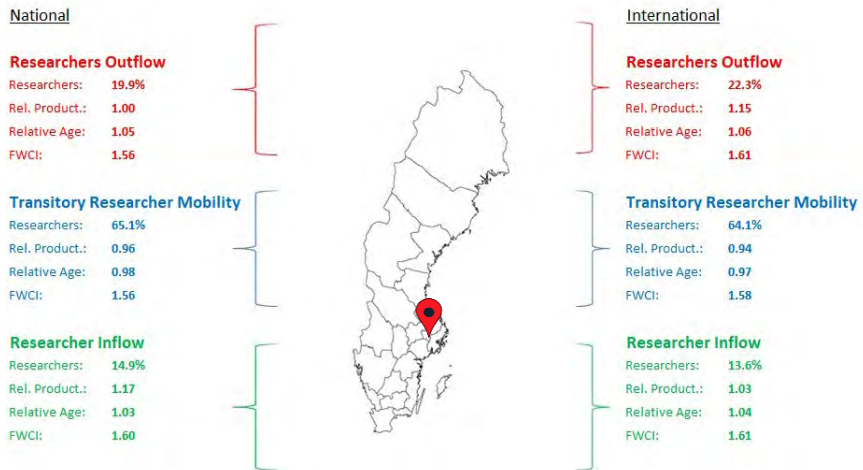 National
Researchers Outflow
Researchers: 19.9%
Rel. Product.: 1.00
Relative Age: 1.05
FWCI: 1.56
Transitory Researcher Mobility
Researchers: 65.1%
Rel. Product.: 0.96
Relative Age: 0.98
FWCI: 1.56
Researcher Inflow
Researchers: 14.9%
Rel. Product.: 1.17
Relative Age: 1.03
FWCI: 1.60
International
Researchers Outflow
Researchers: 22.3%
Rel. Product.: 1.15
Relative Age: 1.06
FWCI: 1.61
Transitory Researcher Mobility
Researchers: 64.1%
Rel. Product.: 0.94
Relative Age: 0.97
FWCI: 1.58
Researcher Inflow
Researchers: 13.6%
Rel. Product.: 1.03
Relative Age: 1.04
FWCI: 1.61